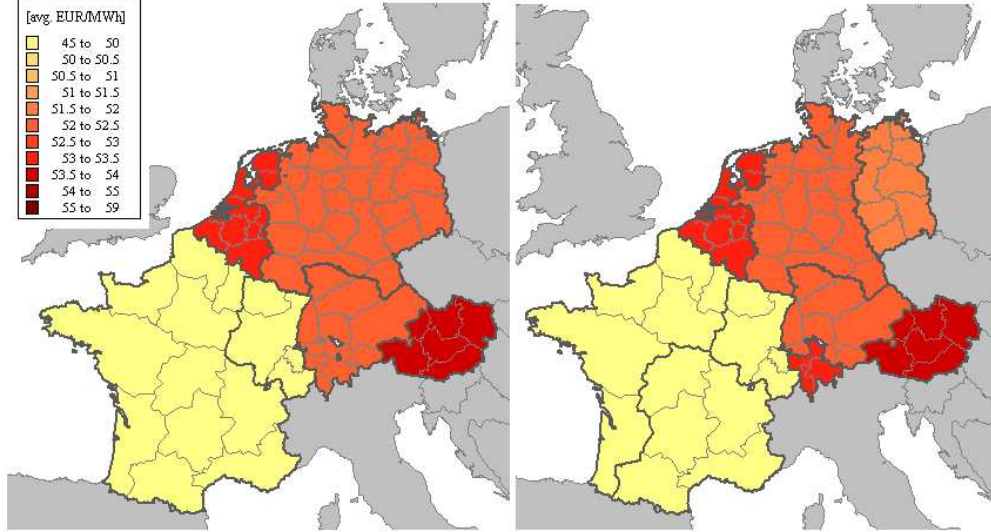 [avg. EUR/MWh]
45 to 50
50 to 50.5
50.5 to 51
51 to 51.5
51.5 to 52
52 to 52.5
52.5 to 53
53 to 53.5
53.5 to 54
54 to 55
55 to 59